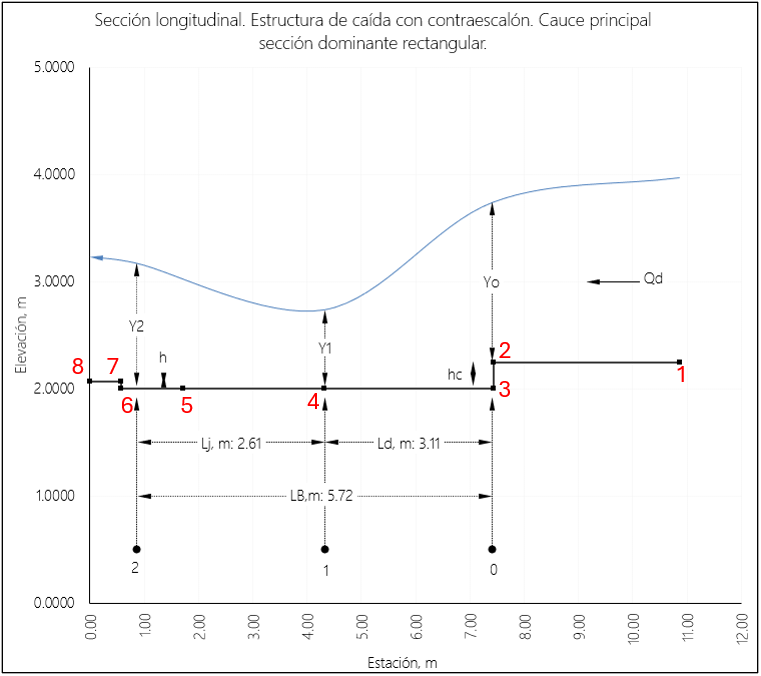 Sección longitudinal. Estructura de caída con contraescalón. Cauce principal
sección dominante rectangular.
5.0000
4.0000
3.0000
2.0000
1.0000
0.0000
Elevación, m
Qd
Yo
Y2
Y1
h
hc
8
7
6
5
4
3
2
1
Lj, m: 2.61
Ld, m: 3.11
LB,m: 5.72
2
1
0
0.00
1.00
2.00
3.00
4.00
5.00
6.00
7.00
8.00
9.00
10.00
11.00
12.00
Estación, m